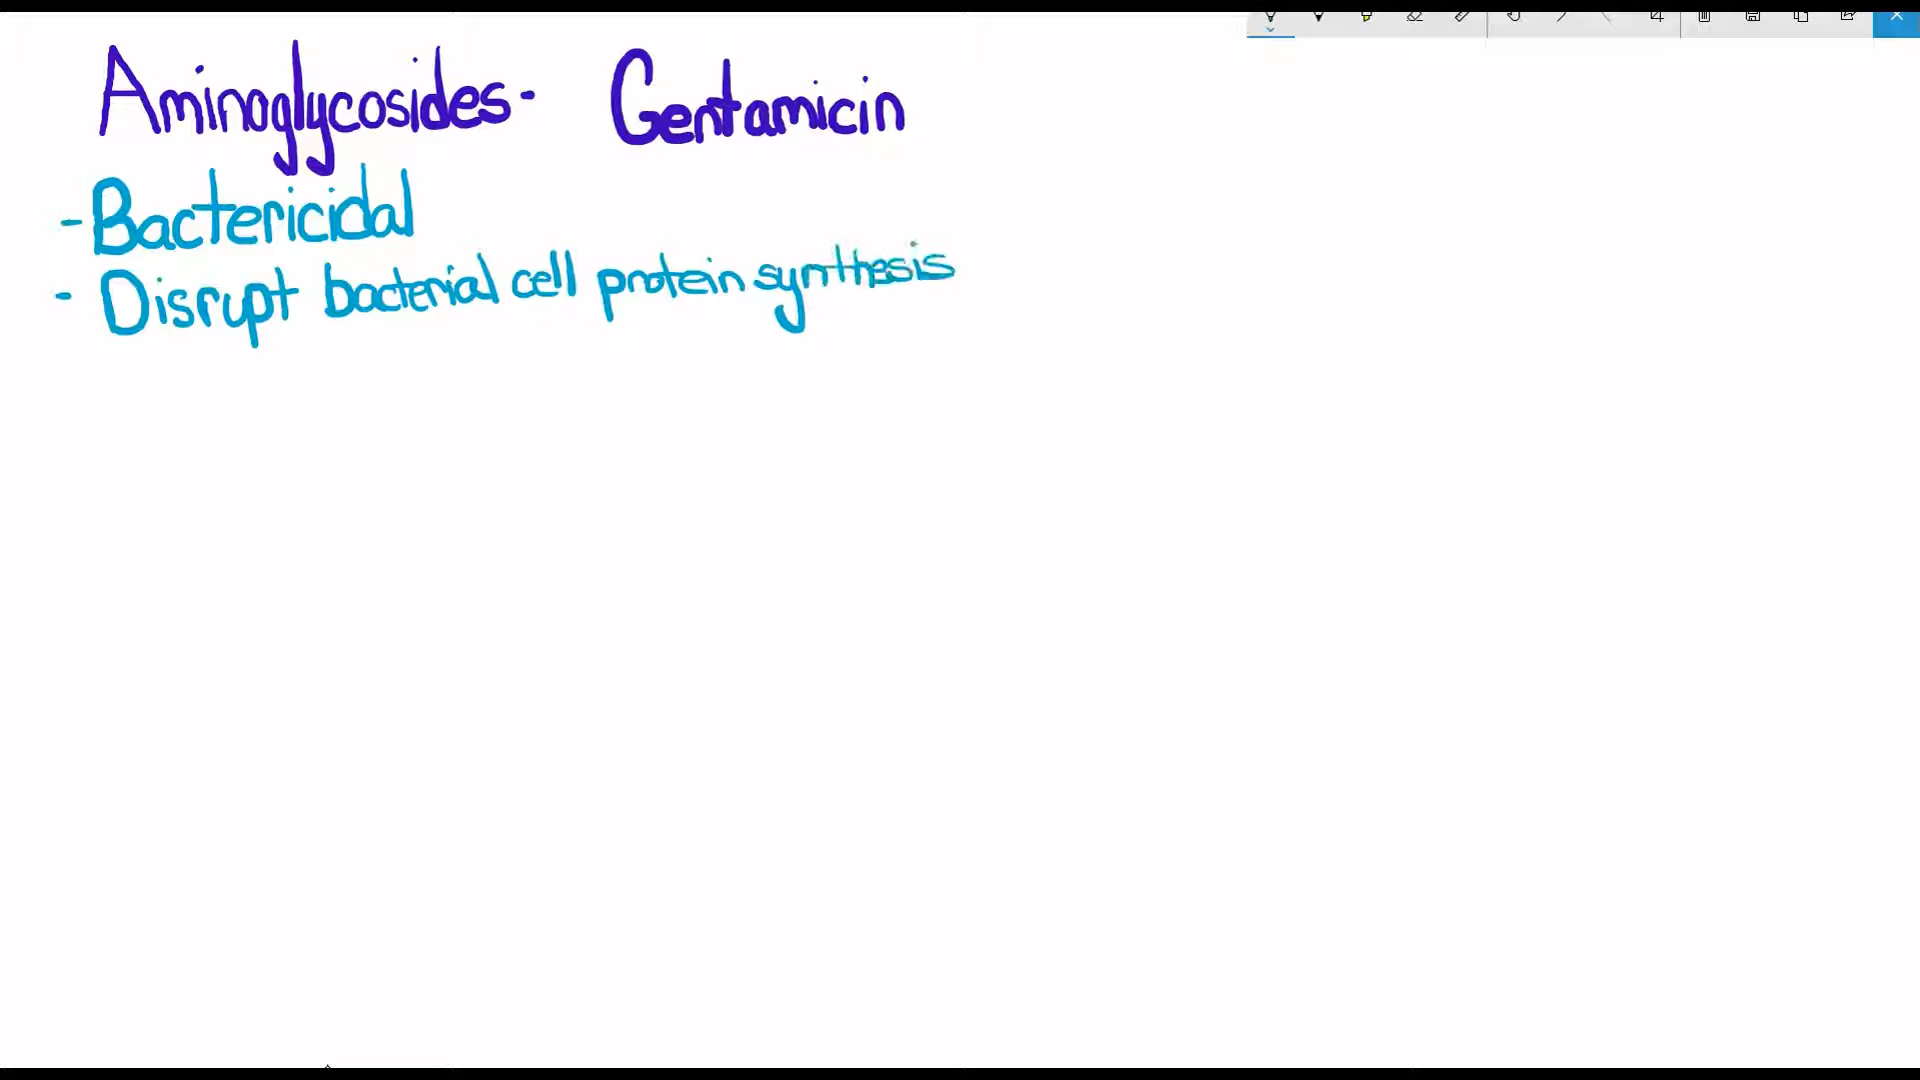 Aminoglycosides- Gentamicin
- Bactericidal
- Disrupt bacterial cell protein synthesis